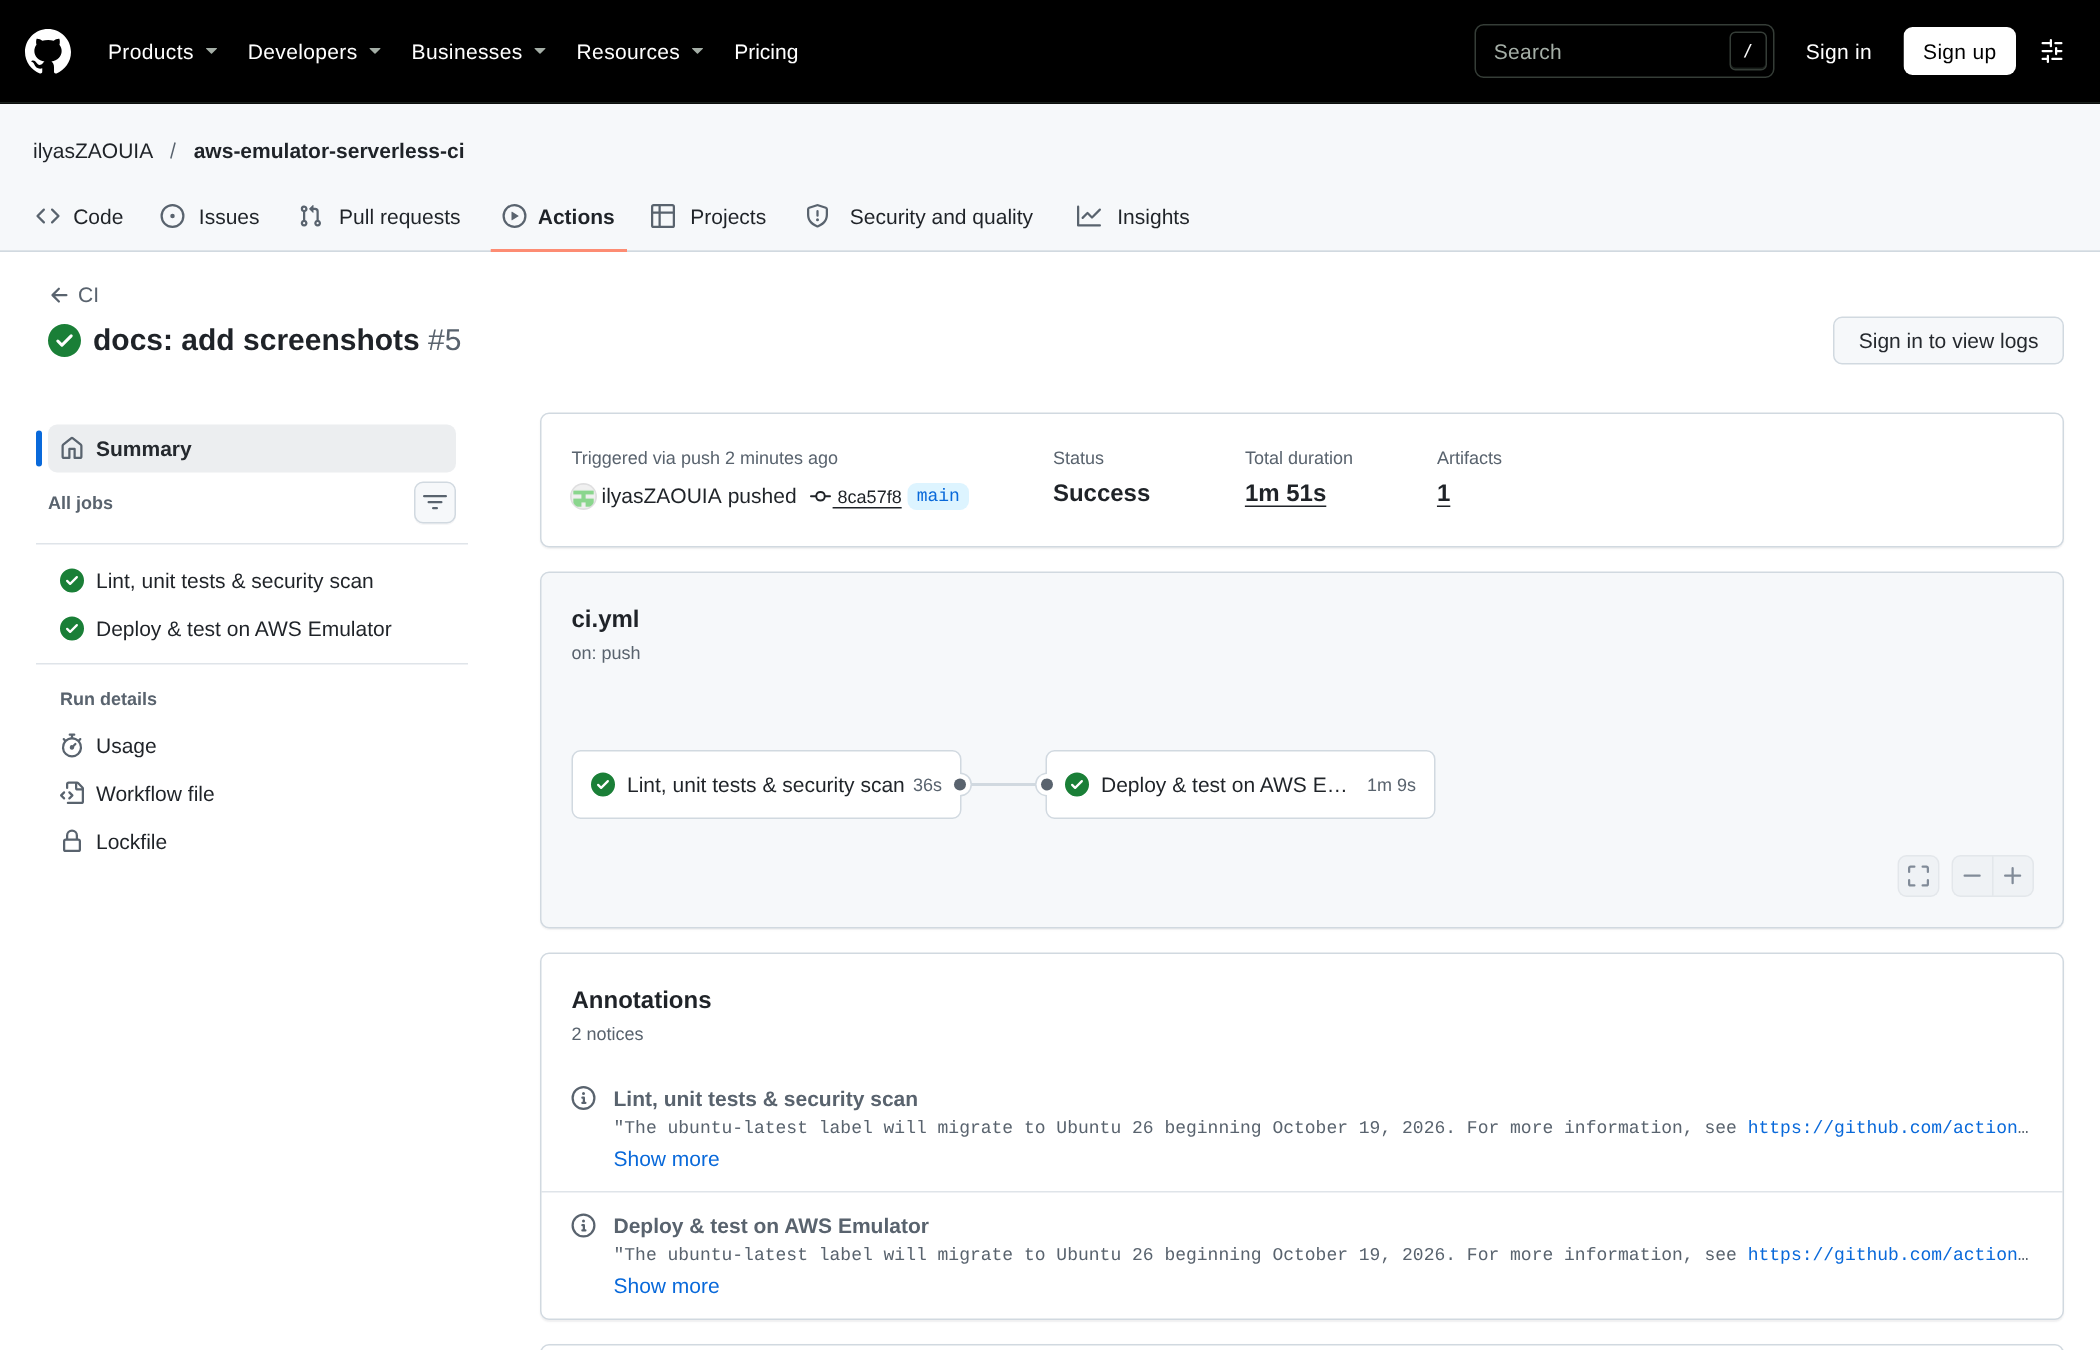 Products Developers Businesses Resources Pricing Search / Sign in Sign up
ilyasZAOUIA / aws-emulator-serverless-ci
Code Issues Pull requests Actions Projects Security and quality Insights
CI
docs: add screenshots #5
Sign in to view logs
Summary
All jobs
Lint, unit tests & security scan
Deploy & test on AWS Emulator
Run details
Usage
Workflow file
Lockfile
Triggered via push 2 minutes ago
ilyasZAOUIA pushed 8ca57f8 main
Status
Success
Total duration
1m 51s
Artifacts
1
ci.yml
on: push
Lint, unit tests & security scan 36s
Deploy & test on AWS E… 1m 9s
Annotations
2 notices
Lint, unit tests & security scan
"The ubuntu-latest label will migrate to Ubuntu 26 beginning October 19, 2026. For more information, see https://github.com/action…
Show more
Deploy & test on AWS Emulator
"The ubuntu-latest label will migrate to Ubuntu 26 beginning October 19, 2026. For more information, see https://github.com/action…
Show more